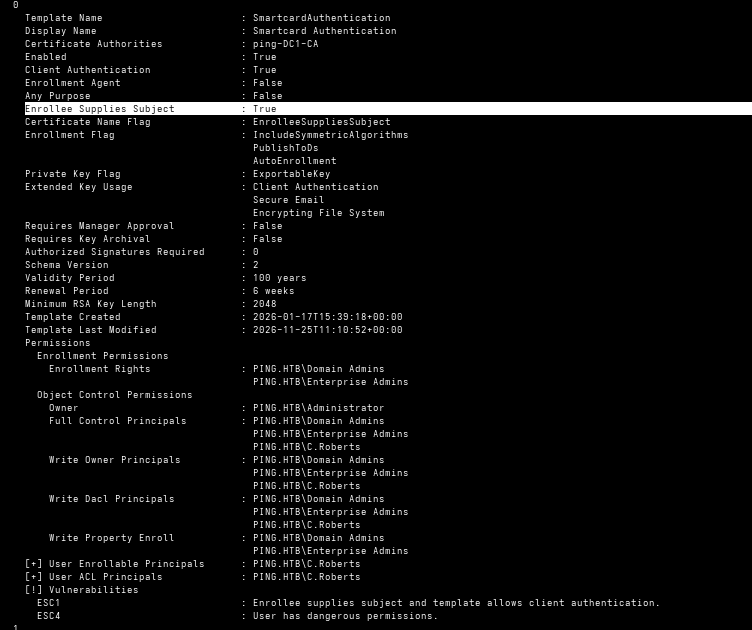 0
Template Name : SmartcardAuthentication
Display Name : Smartcard Authentication
Certificate Authorities : ping-DC1-CA
Enabled : True
Client Authentication : True
Enrollment Agent : False
Any Purpose : False
Enrollee Supplies Subject : True
Certificate Name Flag : EnrolleeSuppliesSubject
Enrollment Flag : IncludeSymmetricAlgorithms
PublishToDs
AutoEnrollment
Private Key Flag : ExportableKey
Extended Key Usage : Client Authentication
Secure Email
Encrypting File System
Requires Manager Approval : False
Requires Key Archival : False
Authorized Signatures Required : 0
Schema Version : 2
Validity Period : 100 years
Renewal Period : 6 weeks
Minimum RSA Key Length : 2048
Template Created : 2026-01-17T15:39:18+00:00
Template Last Modified : 2026-11-25T11:10:52+00:00
Permissions
Enrollment Permissions
Enrollment Rights : PING.HTB\Domain Admins
PING.HTB\Enterprise Admins
Object Control Permissions
Owner : PING.HTB\Administrator
Full Control Principals : PING.HTB\Domain Admins
PING.HTB\Enterprise Admins
PING.HTB\C.Roberts
Write Owner Principals : PING.HTB\Domain Admins
PING.HTB\Enterprise Admins
PING.HTB\C.Roberts
Write Dacl Principals : PING.HTB\Domain Admins
PING.HTB\Enterprise Admins
PING.HTB\C.Roberts
Write Property Enroll : PING.HTB\Domain Admins
PING.HTB\Enterprise Admins
[+] User Enrollable Principals : PING.HTB\C.Roberts
[+] User ACL Principals : PING.HTB\C.Roberts
[!] Vulnerabilities
ESC1 : Enrollee supplies subject and template allows client authentication.
ESC4 : User has dangerous permissions.
1